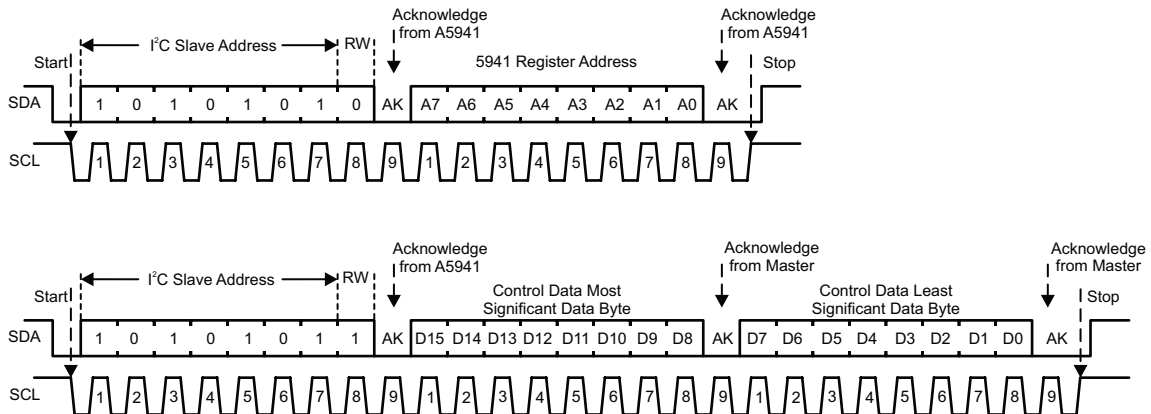 Acknowledge Acknowledge
from A5941 from A5941
I²C Slave Address RW
Start 5941 Register Address Stop
SDA 1 0 1 0 1 0 1 0 AK A7 A6 A5 A4 A3 A2 A1 A0 AK
SCL 1 2 3 4 5 6 7 8 9 1 2 3 4 5 6 7 8 9
Acknowledge Acknowledge Acknowledge
from A5941 from Master from Master
I²C Slave Address RW
Control Data Most Control Data Least
Start Significant Data Byte Significant Data Byte Stop
SDA 1 0 1 0 1 0 1 1 AK D15 D14 D13 D12 D11 D10 D9 D8 AK D7 D6 D5 D4 D3 D2 D1 D0 AK
SCL 1 2 3 4 5 6 7 8 9 1 2 3 4 5 6 7 8 9 1 2 3 4 5 6 7 8 9